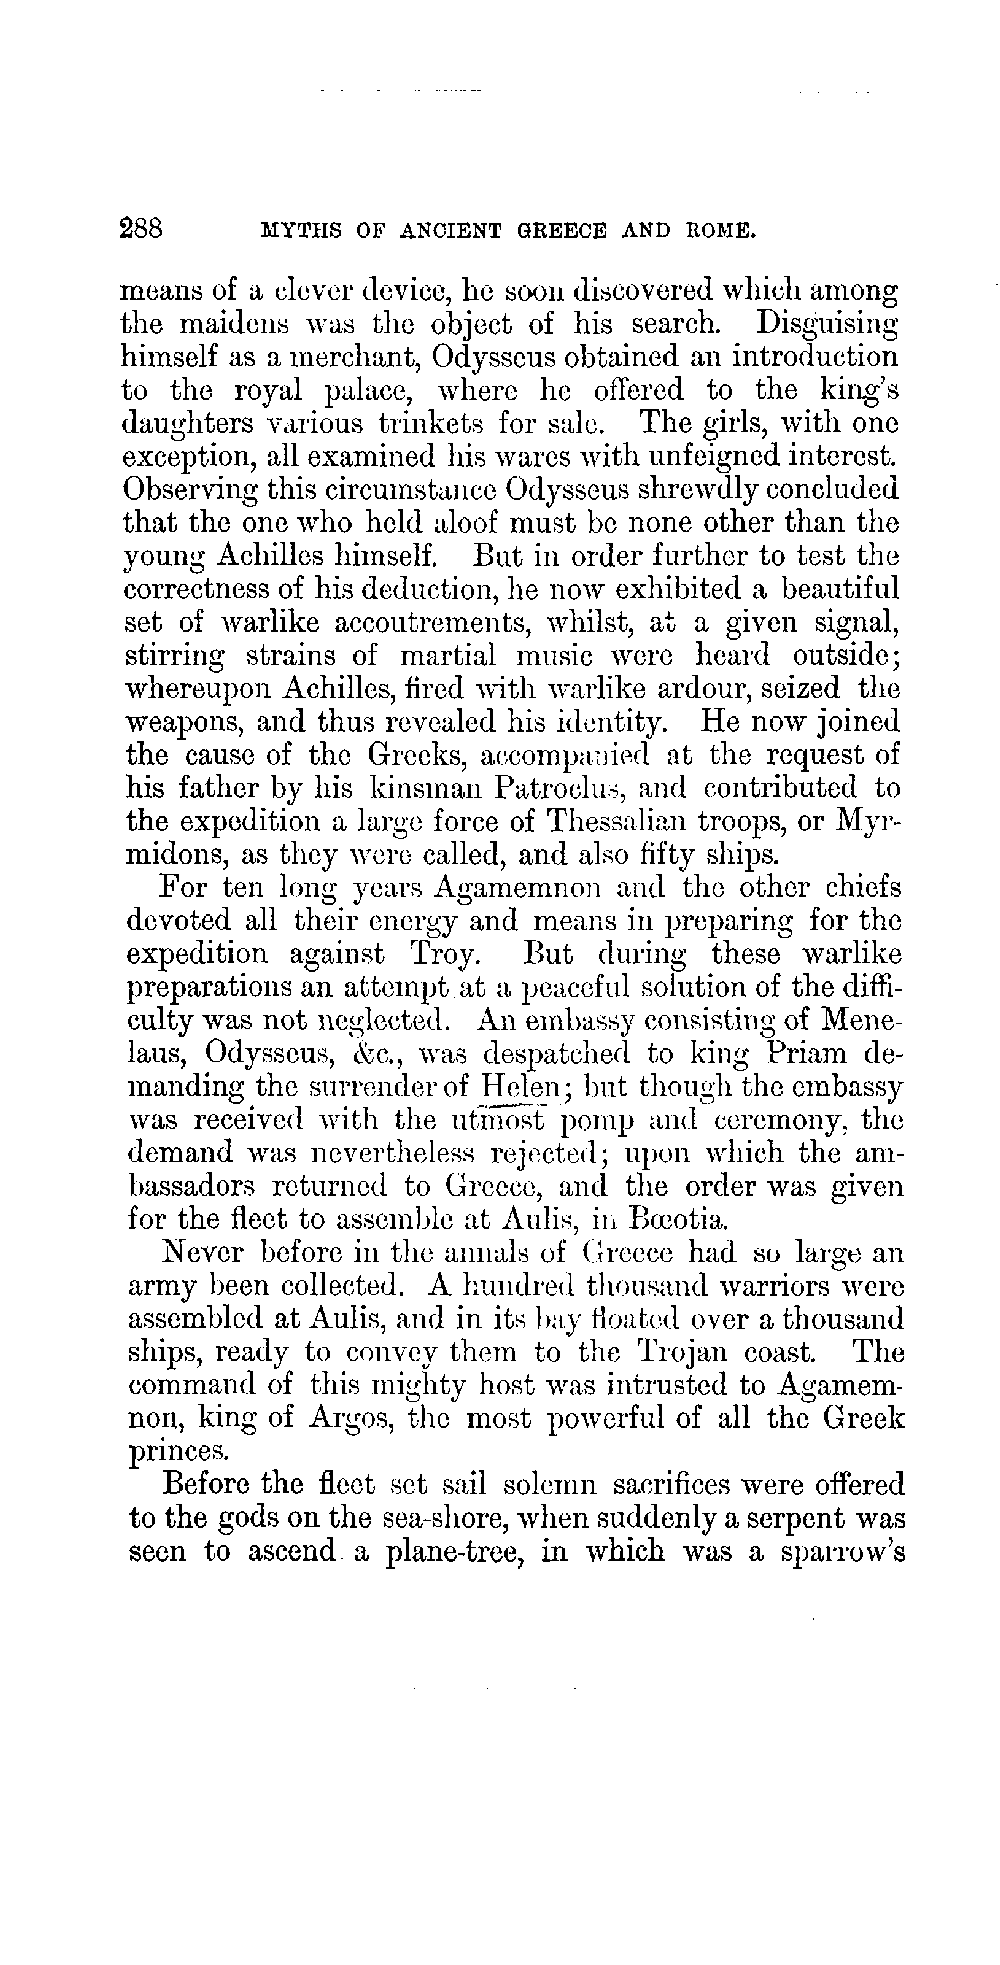 288 MYTHS OF ANCIENT GREECE AND ROME.
means of a clever device, he soon discovered which among
the maidens was the object of his search. Disguising
himself as a merchant, Odysseus obtained an introduction
to the royal palace, where he offered to the king's
daughters various trinkets for sale. The girls, with one
exception, all examined his wares with unfeigned interest.
Observing this circumstance Odysseus shrewdly concluded
that the one who held aloof must be none other than the
young Achilles himself. But in order further to test the
correctness of his deduction, he now exhibited a beautiful
set of warlike accoutrements, whilst, at a given signal,
stirring strains of martial music were heard outside;
whereupon Achilles, fired with warlike ardour, seized the
weapons, and thus revealed his identity. He now joined
the cause of the Greeks, accompanied at the request of
his father by his kinsman Patroclus, and contributed to
the expedition a large force of Thessalian troops, or Myr-
midons, as they were called, and also fifty ships.
For ten long years Agamemnon and the other chiefs
devoted all their energy and means in preparing for the
expedition against Troy. But during these warlike
preparations an attempt at a peaceful solution of the diffi-
culty was not neglected. An embassy consisting of Mene-
laus, Odysseus, &c., was despatched to king Priam de-
manding the surrender of Helen; but though the embassy
was received with the utmost pomp and ceremony, the
demand was nevertheless rejected; upon which the am-
bassadors returned to Greece, and the order was given
for the fleet to assemble at Aulis, in Bœotia.
Never before in the annals of Greece had so large an
army been collected. A hundred thousand warriors were
assembled at Aulis, and in its bay floated over a thousand
ships, ready to convey them to the Trojan coast. The
command of this mighty host was intrusted to Agamem-
non, king of Argos, the most powerful of all the Greek
princes.
Before the fleet set sail solemn sacrifices were offered
to the gods on the sea-shore, when suddenly a serpent was
seen to ascend a plane-tree, in which was a sparrow's